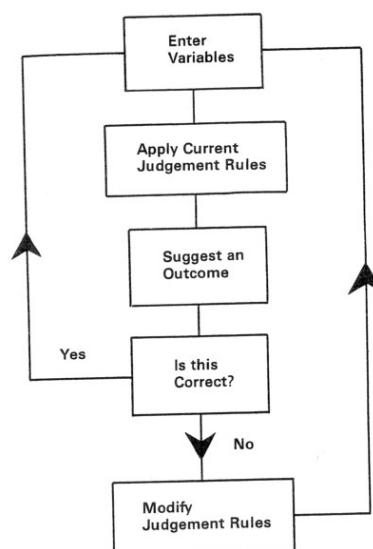 Enter
Variables
Apply Current
Judgement Rules
Suggest an
Outcome
Is this
Correct?
Yes
No
Modify
Judgement Rules